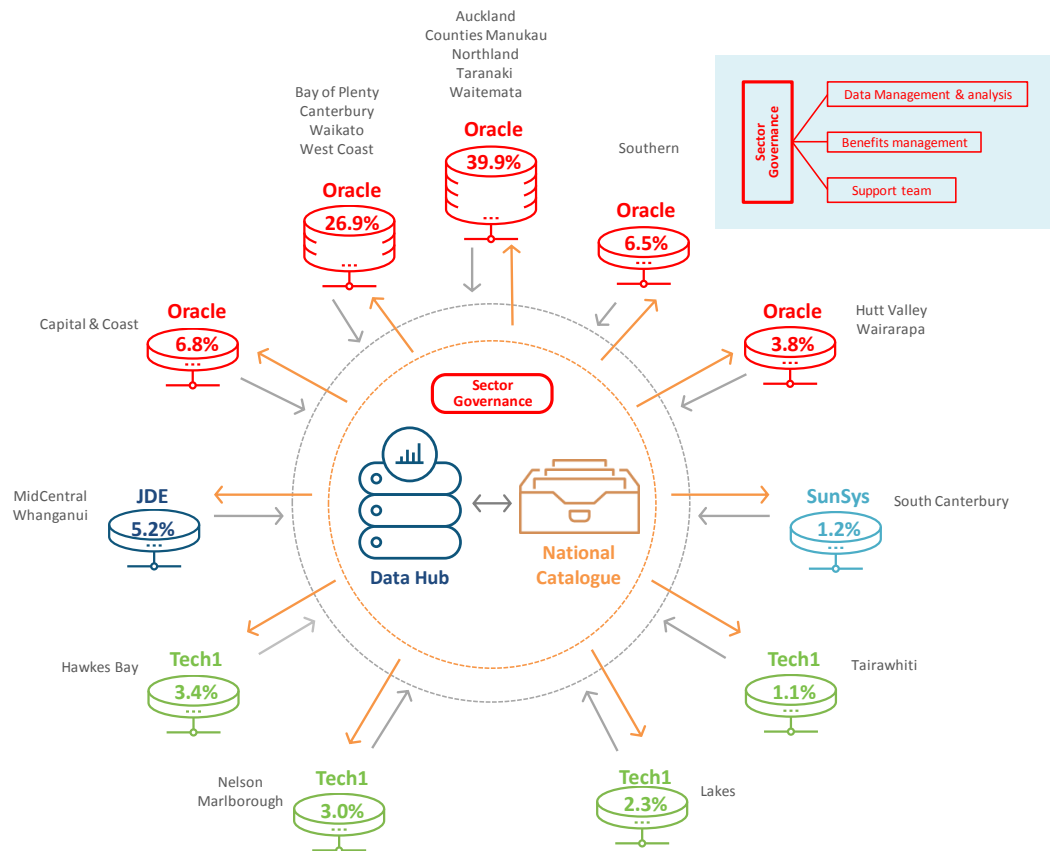 Auckland
Counties Manukau
Northland
Taranaki
Waitemata
Oracle
39.9%
Bay of Plenty
Canterbury
Waikato
West Coast
Oracle
26.9%
Southern
Oracle
6.5%
Sector
Governance
Data Management & analysis
Benefits management
Support team
Capital & Coast
Oracle
6.8%
Oracle
3.8%
Hutt Valley
Wairarapa
Sector
Governance
MidCentral
Whanganui
JDE
5.2%
Data Hub
National
Catalogue
SunSys
1.2%
South Canterbury
Hawkes Bay
Tech1
3.4%
Tech1
1.1%
Tairawhiti
Nelson
Marlborough
Tech1
3.0%
Tech1
2.3%
Lakes